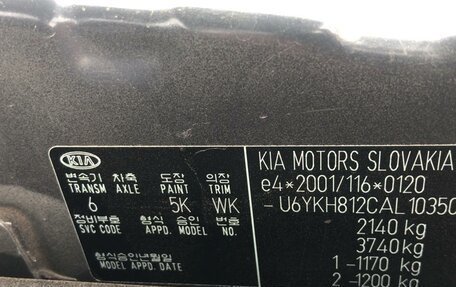 KIA
변속기 차축 도장 의장
TRANSM AXLE PAINT TRIM
6 5K WK
정비부호 형식 승인 번호
SVC CODE APPD. MODEL NO.
형식승인년월일
MODEL APPD. DATE
KIA MOTORS SLOVAKIA
e4*2001/116*0120
-U6YKH812CAL10350
2140 kg
3740 kg
1 -1170 kg
2 -1200 kg